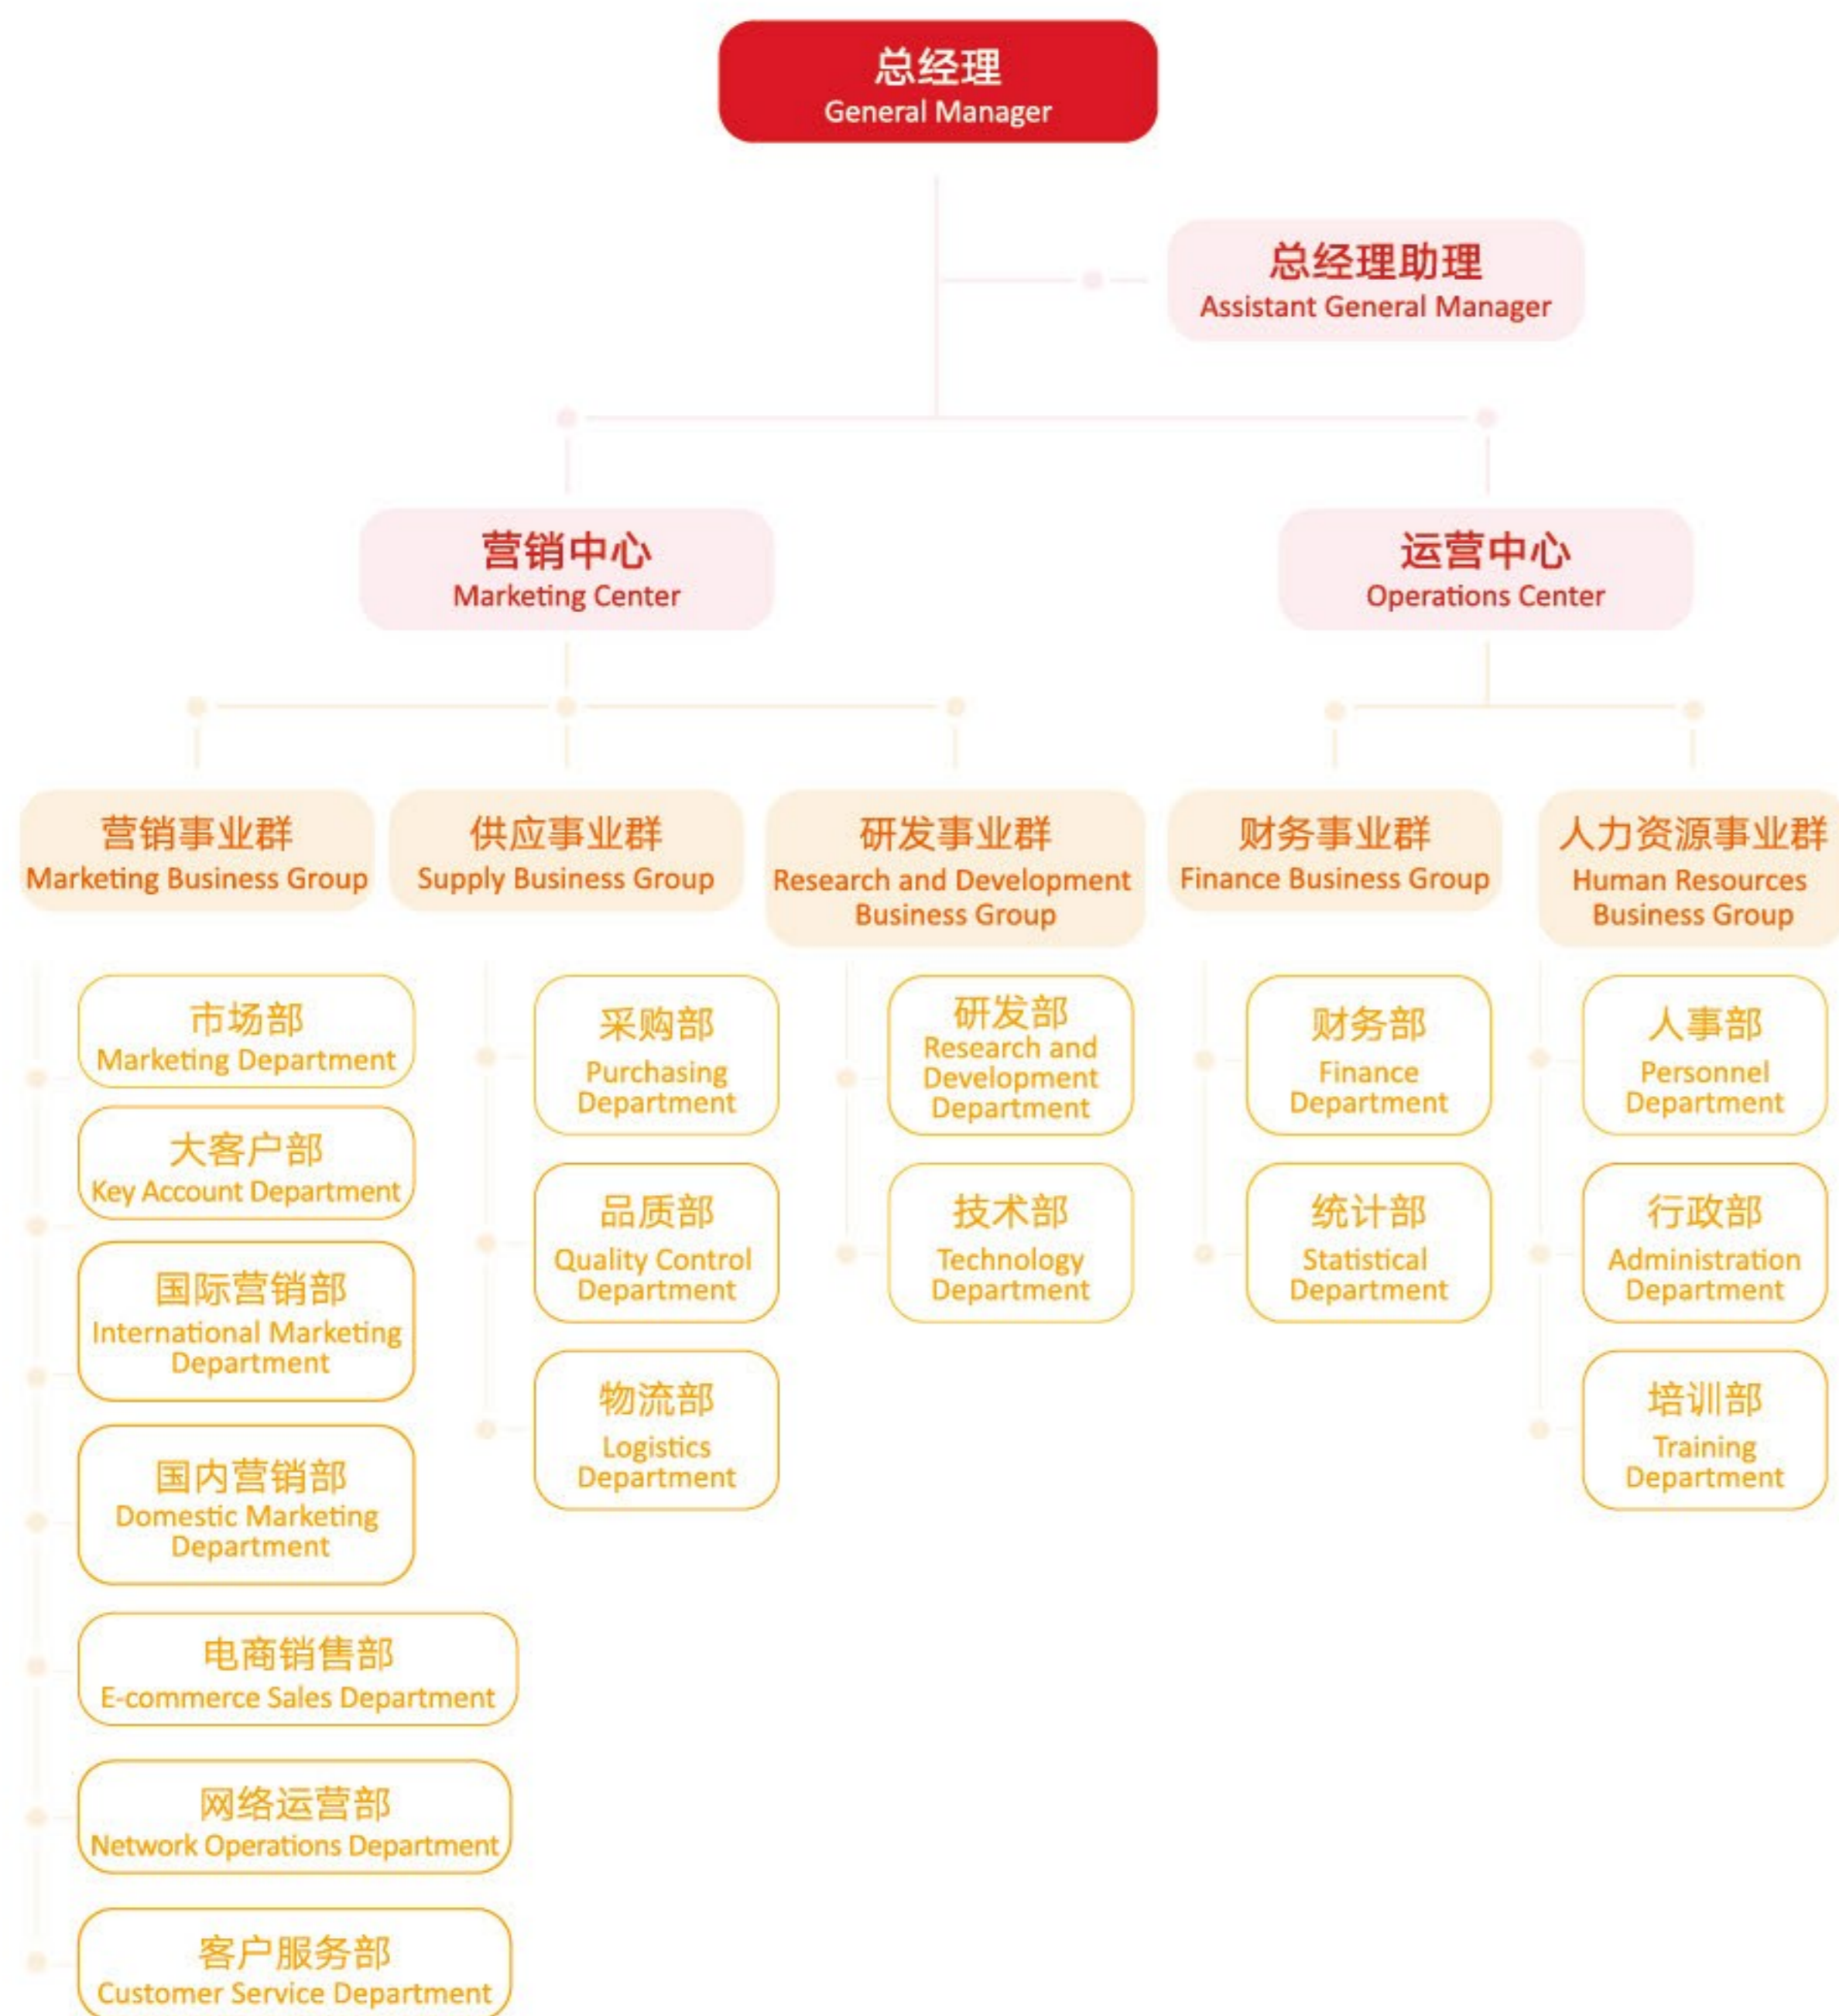 总经理
General Manager
总经理助理
Assistant General Manager
营销中心
Marketing Center
运营中心
Operations Center
营销事业群
Marketing Business Group
供应事业群
Supply Business Group
研发事业群
Research and Development
Business Group
财务事业群
Finance Business Group
人力资源事业群
Human Resources
Business Group
市场部
Marketing Department
大客户部
Key Account Department
国际营销部
International Marketing
Department
国内营销部
Domestic Marketing
Department
电商销售部
E-commerce Sales Department
网络运营部
Network Operations Department
客户服务部
Customer Service Department
采购部
Purchasing
Department
品质部
Quality Control
Department
物流部
Logistics
Department
研发部
Research and
Development
Department
技术部
Technology
Department
财务部
Finance
Department
统计部
Statistical
Department
人事部
Personnel
Department
行政部
Administration
Department
培训部
Training
Department